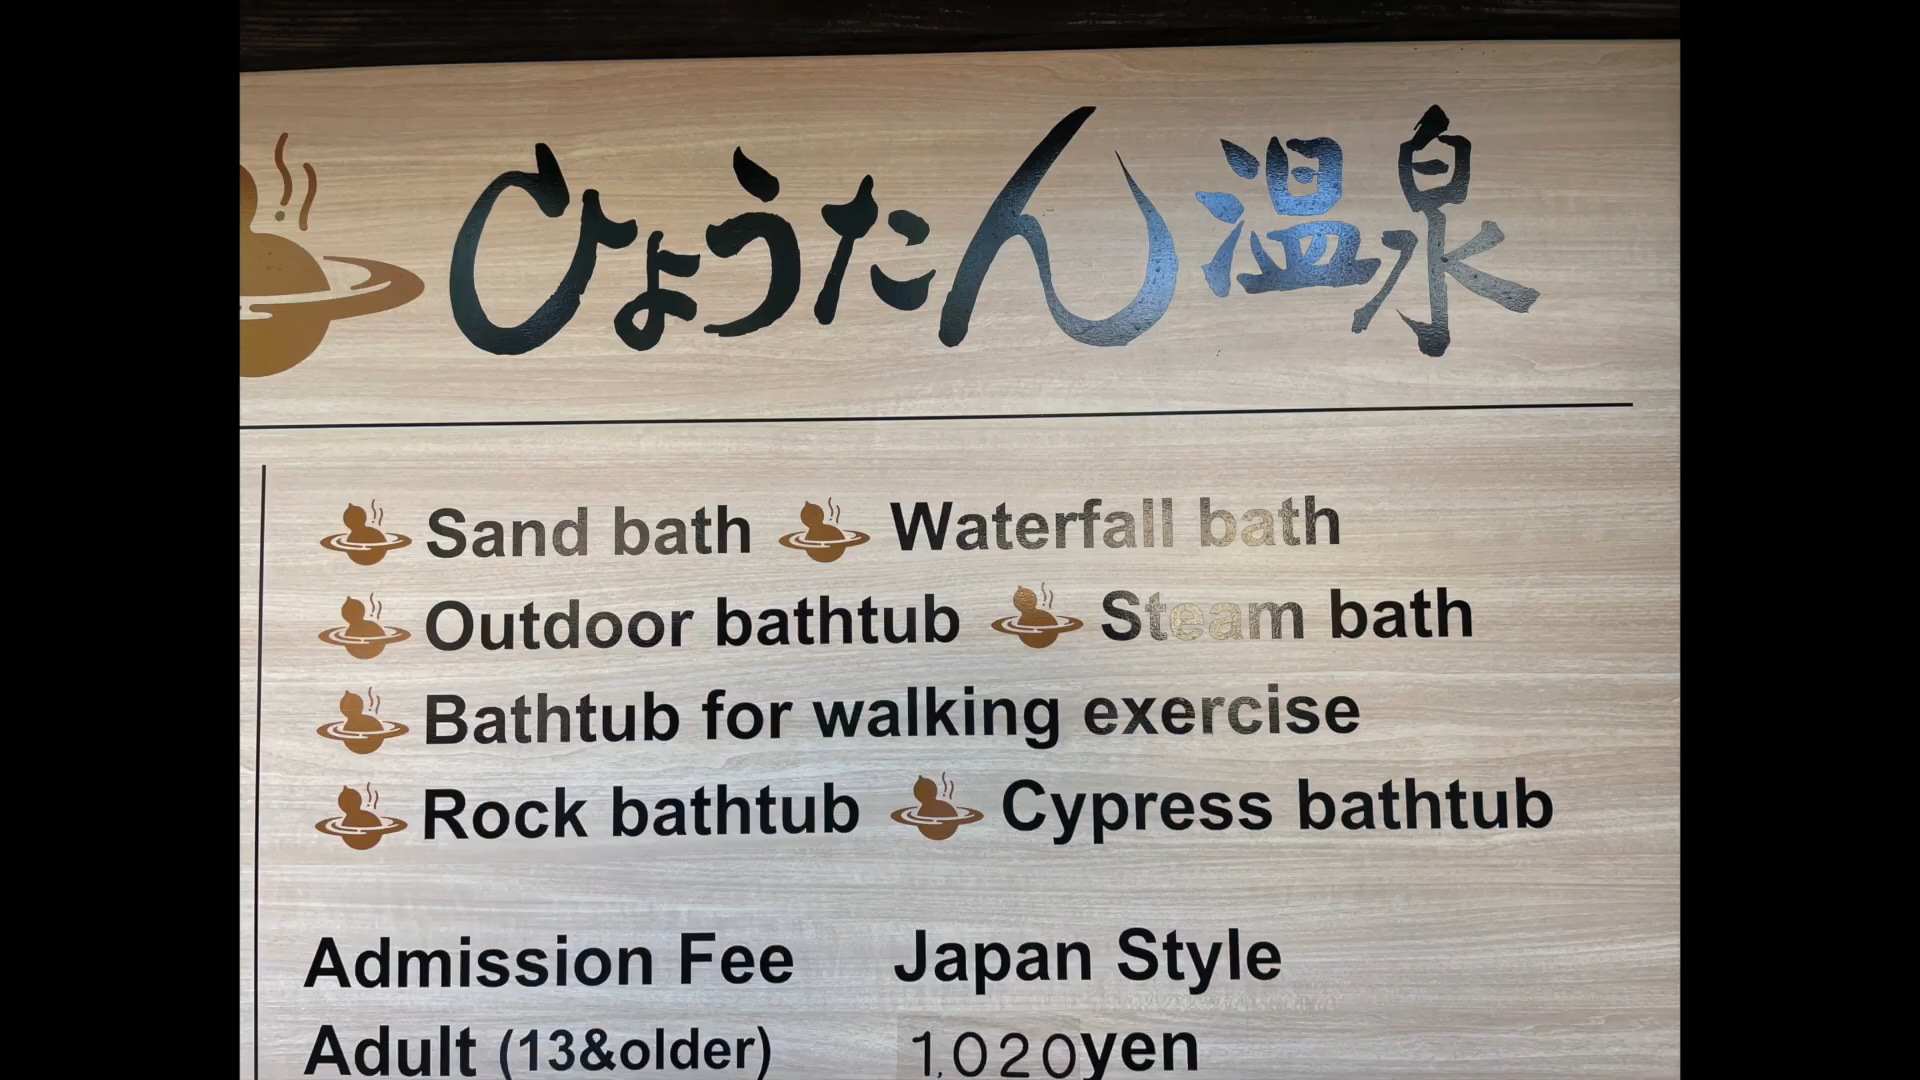 ひょうたん温泉
Sand bath Waterfall bath
Outdoor bathtub Steam bath
Bathtub for walking exercise
Rock bathtub Cypress bathtub
Admission Fee Japan Style
Adult (13&older) 1,020yen